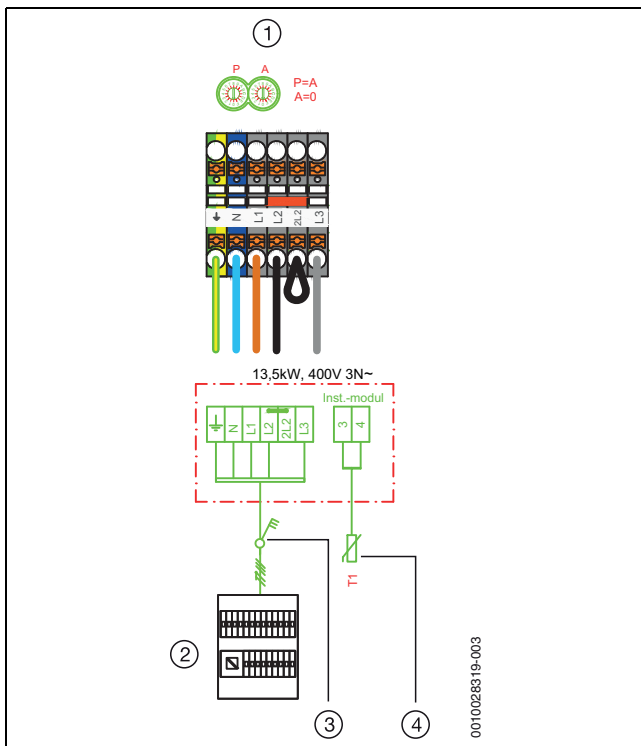 1
P A
P=A
A=0
N L1 L2 2L2 L3
13,5kW, 400V 3N~
Inst.-modul
N L1 L2 2L2 L3 3 4
T1
2
3 4
0010028319-003